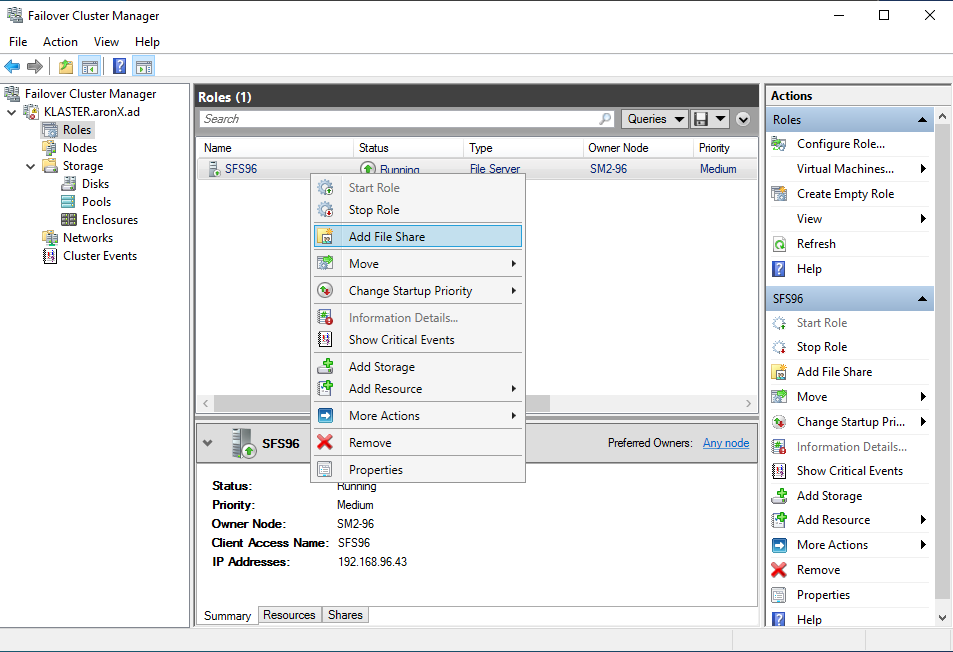 Failover Cluster Manager
File Action View Help
Failover Cluster Manager
KLASTER.aronX.ad
Roles
Nodes
Storage
Disks
Pools
Enclosures
Networks
Cluster Events
Roles (1)
Search
Queries
Name Status Type Owner Node Priority
SFS96 Running File Server SM2-96 Medium
Start Role
Stop Role
Add File Share
Move
Change Startup Priority
Information Details...
Show Critical Events
Add Storage
Add Resource
More Actions
Remove
Properties
SFS96
Preferred Owners: Any node
Status: Running
Priority: Medium
Owner Node: SM2-96
Client Access Name: SFS96
IP Addresses: 192.168.96.43
Summary Resources Shares
Actions
Roles
Configure Role...
Virtual Machines...
Create Empty Role
View
Refresh
Help
SFS96
Start Role
Stop Role
Add File Share
Move
Change Startup Pri...
Information Details...
Show Critical Events
Add Storage
Add Resource
More Actions
Remove
Properties
Help